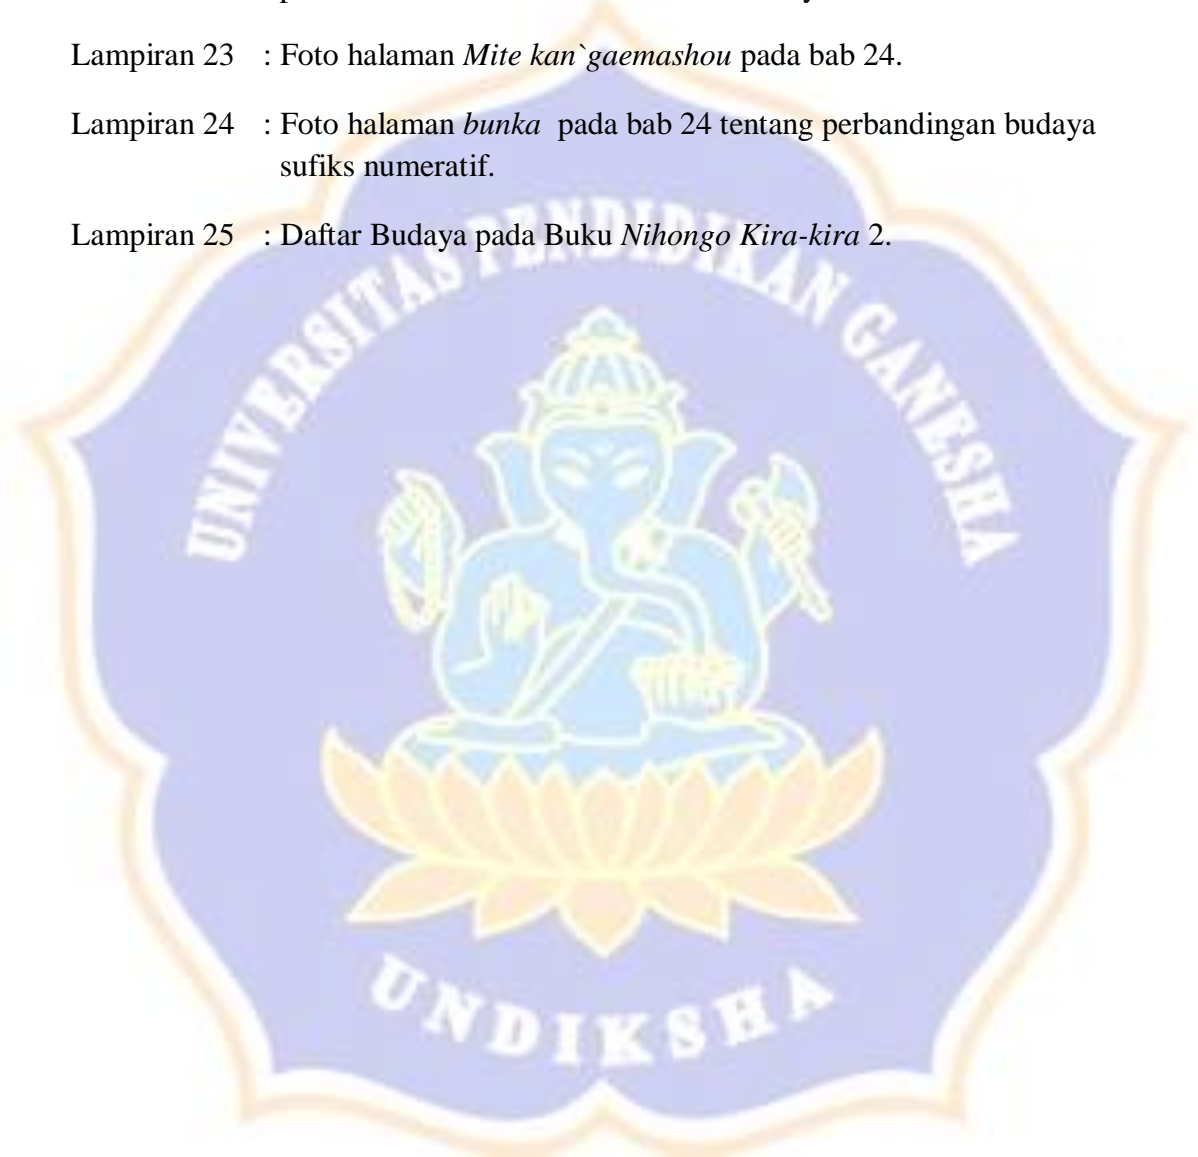 Lampiran 23 : Foto halaman Mite kan`gaemashou pada bab 24.
Lampiran 24 : Foto halaman bunka pada bab 24 tentang perbandingan budaya
sufiks numeratif.
Lampiran 25 : Daftar Budaya pada Buku Nihongo Kira-kira 2.
UNIVERSITAS PENDIDIKAN GANESHA
UNDIKSHA